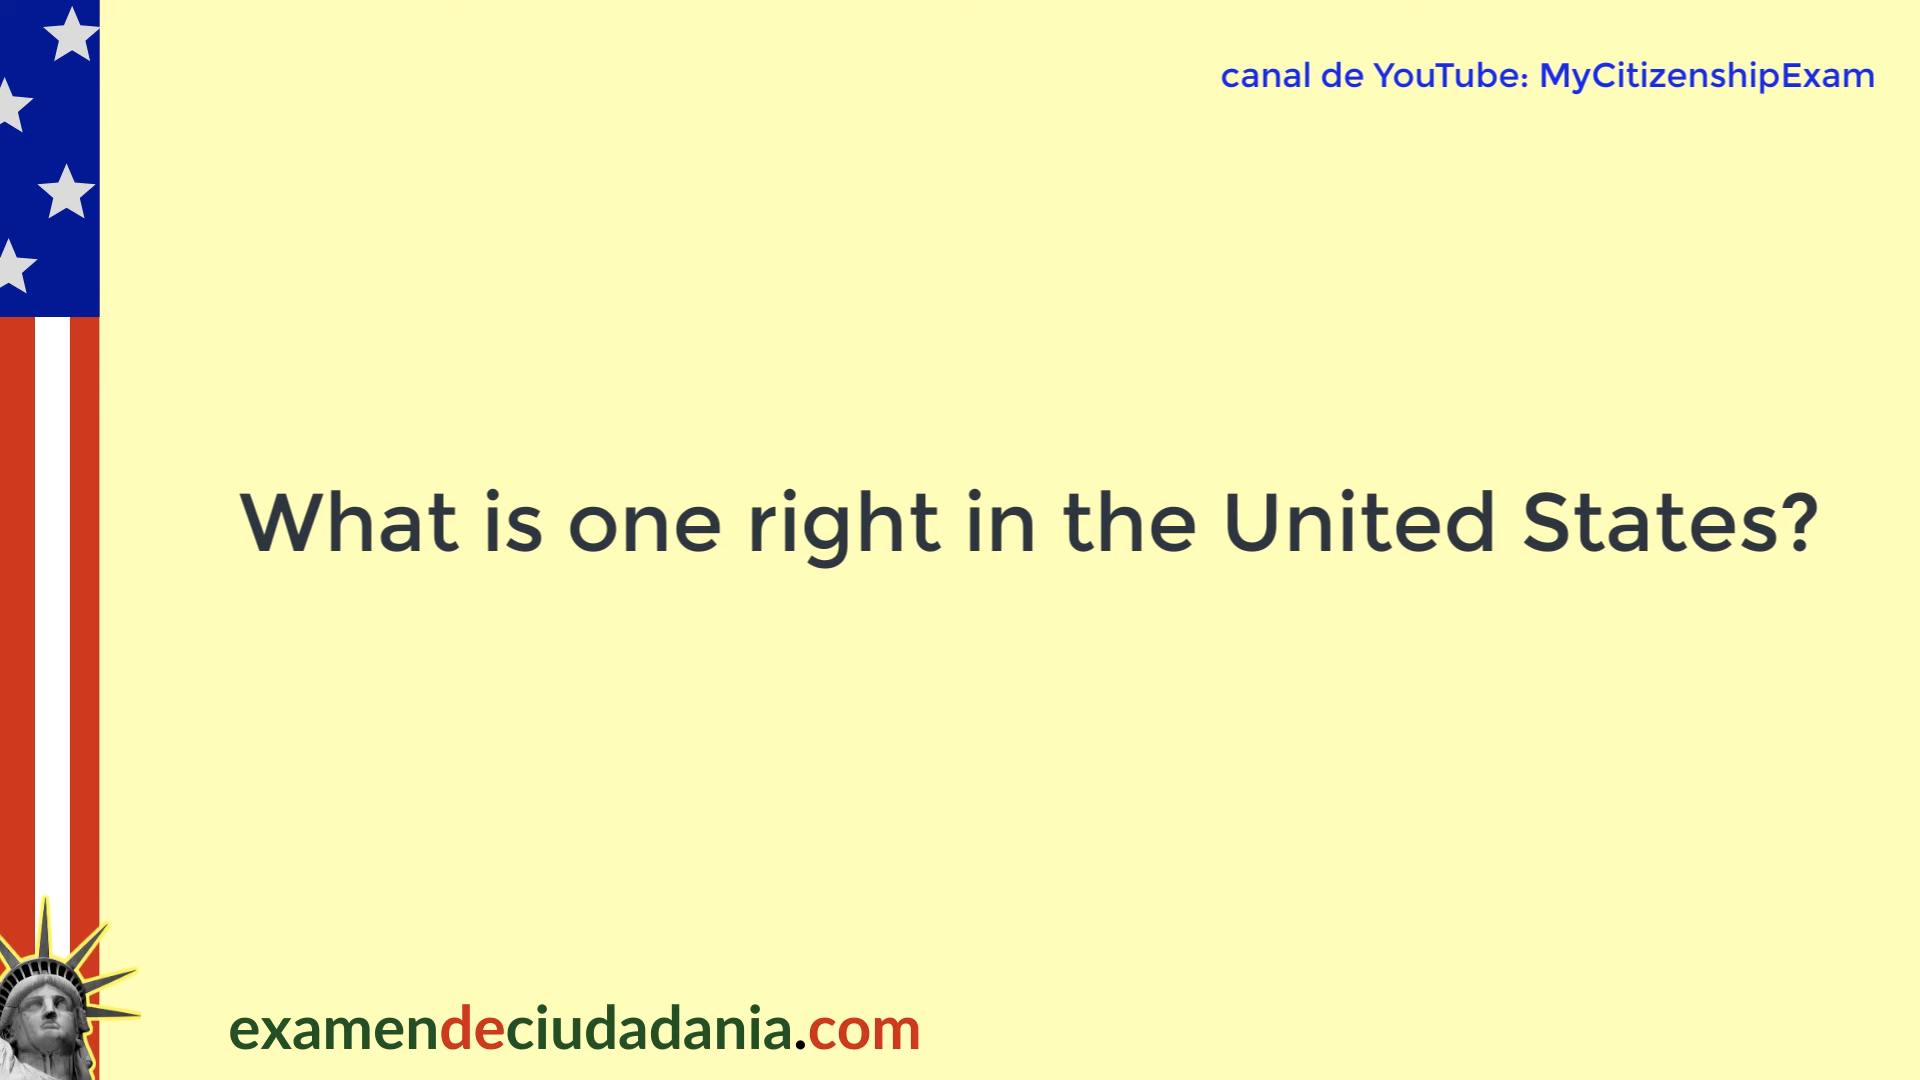 canal de YouTube: MyCitizenshipExam
What is one right in the United States?
examendeciudadania.com